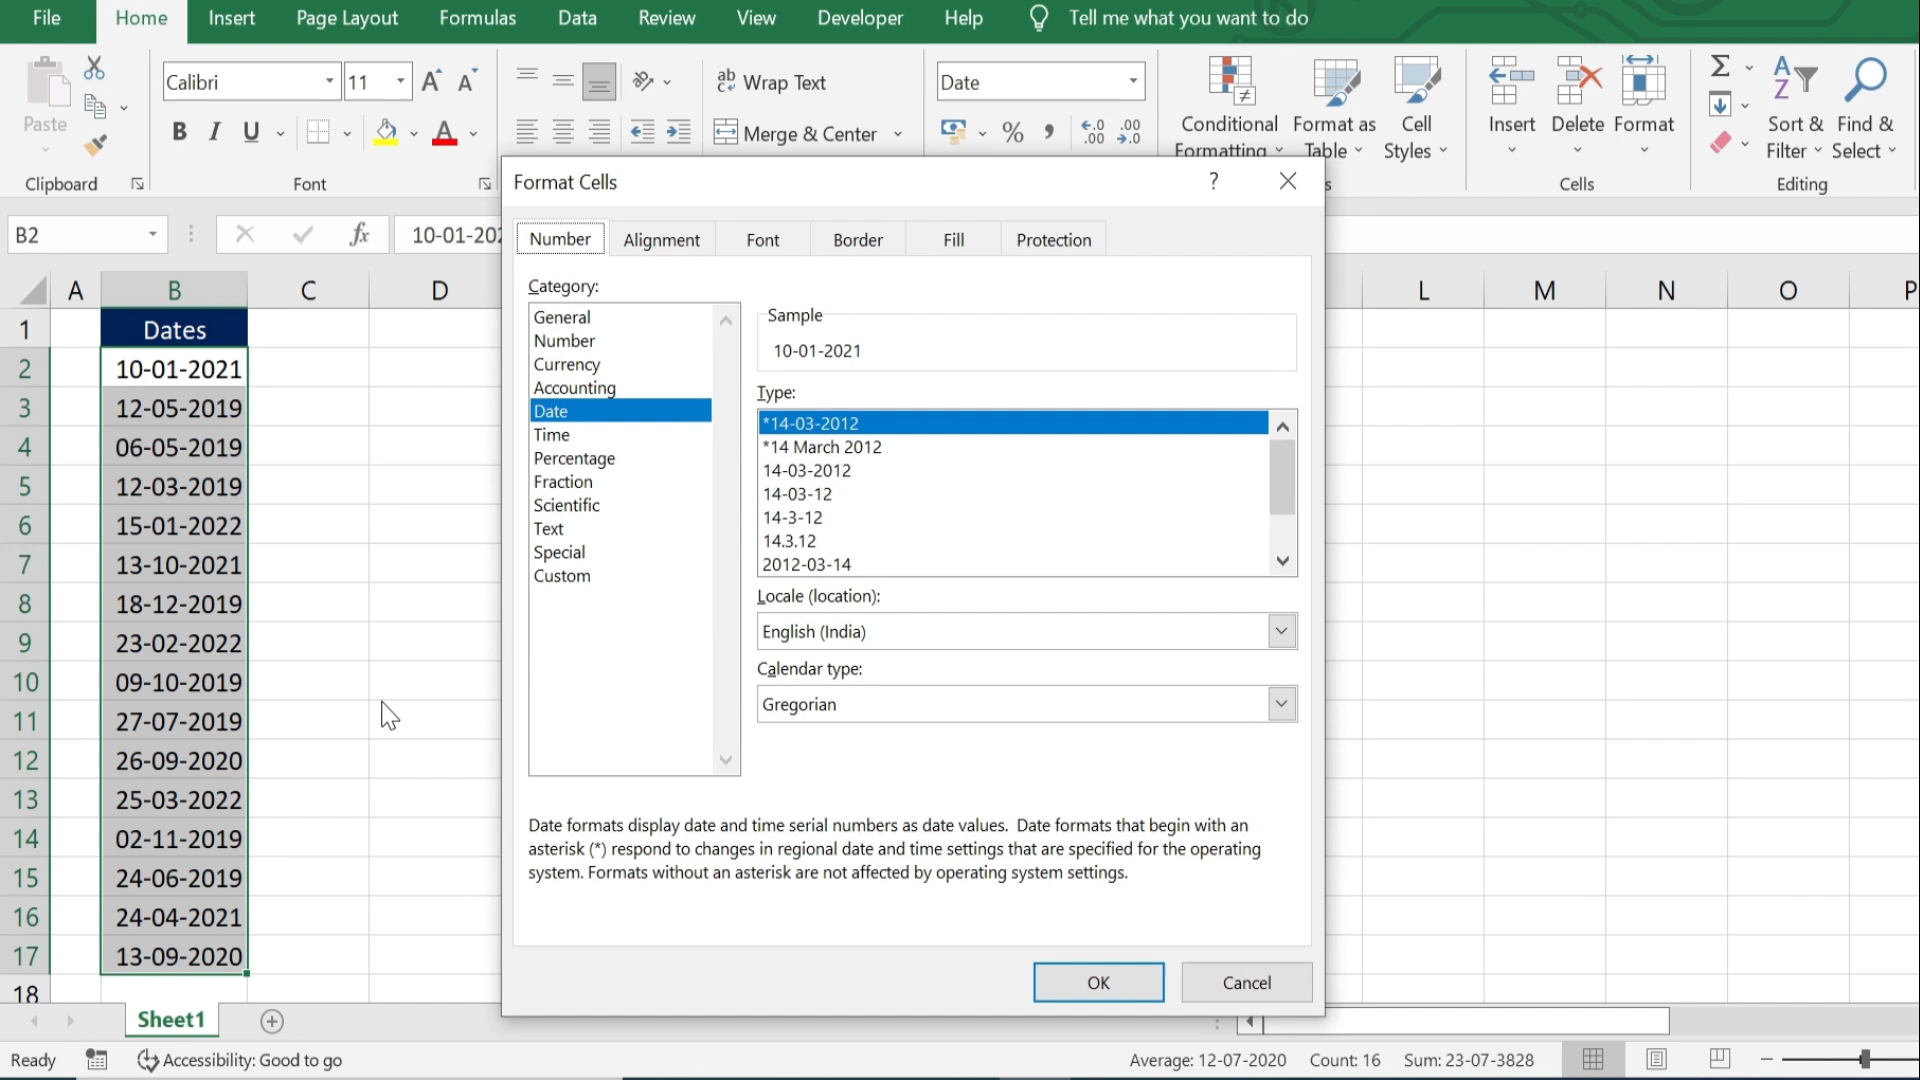 File Home Insert Page Layout Formulas Data Review View Developer Help Tell me what you want to do
Paste
Clipboard
Calibri 11
B I U
Font
ab Wrap Text
Merge & Center
Date
% , .00 .00
Conditional Formatting
Format as Table
Cell Styles
s
Insert Delete Format
Cells
Sort & Filter
Find & Select
Editing
B2
fx
10-01-202
A B C D L M N O P
1 Dates
2 10-01-2021
3 12-05-2019
4 06-05-2019
5 12-03-2019
6 15-01-2022
7 13-10-2021
8 18-12-2019
9 23-02-2022
10 09-10-2019
11 27-07-2019
12 26-09-2020
13 25-03-2022
14 02-11-2019
15 24-06-2019
16 24-04-2021
17 13-09-2020
18
Format Cells ?
Number Alignment Font Border Fill Protection
Category:
General
Number
Currency
Accounting
Date
Time
Percentage
Fraction
Scientific
Text
Special
Custom
Sample
10-01-2021
Type:
*14-03-2012
*14 March 2012
14-03-2012
14-03-12
14-3-12
14.3.12
2012-03-14
Locale (location):
English (India)
Calendar type:
Gregorian
Date formats display date and time serial numbers as date values. Date formats that begin with an
asterisk (*) respond to changes in regional date and time settings that are specified for the operating
system. Formats without an asterisk are not affected by operating system settings.
OK Cancel
Sheet1
Ready Accessibility: Good to go Average: 12-07-2020 Count: 16 Sum: 23-07-3828